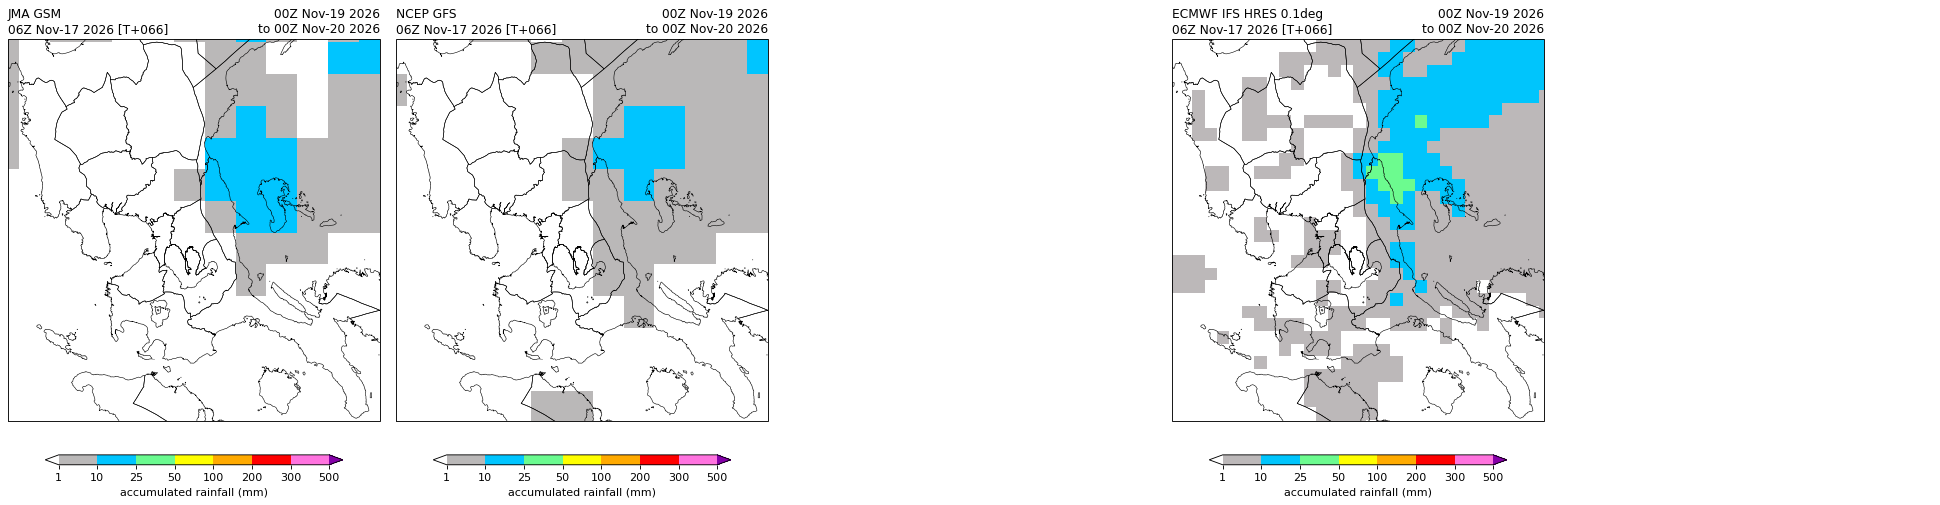 JMA GSM 00Z Nov-19 2026
06Z Nov-17 2026 [T+066] to 00Z Nov-20 2026
1 10 25 50 100 200 300 500
accumulated rainfall (mm)
NCEP GFS 00Z Nov-19 2026
06Z Nov-17 2026 [T+066] to 00Z Nov-20 2026
1 10 25 50 100 200 300 500
accumulated rainfall (mm)
ECMWF IFS HRES 0.1deg 00Z Nov-19 2026
06Z Nov-17 2026 [T+066] to 00Z Nov-20 2026
1 10 25 50 100 200 300 500
accumulated rainfall (mm)